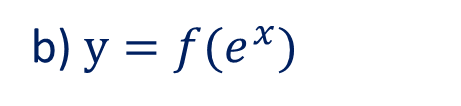 b) y = f(eˣ)